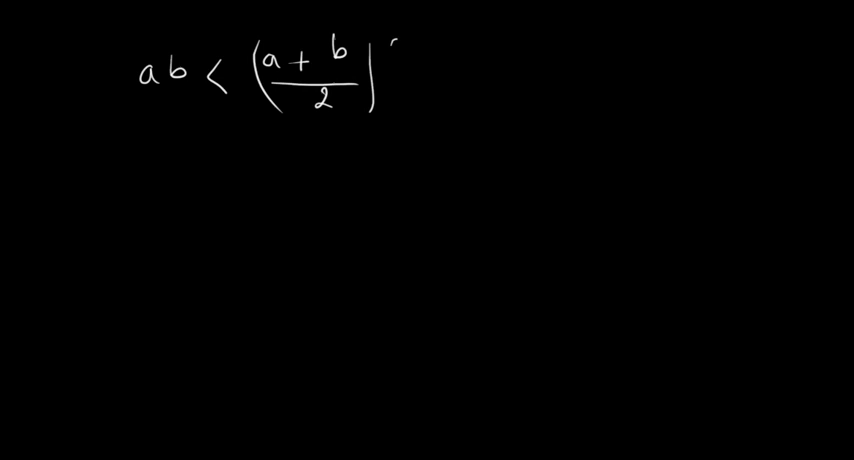 ab < (a + b / 2)